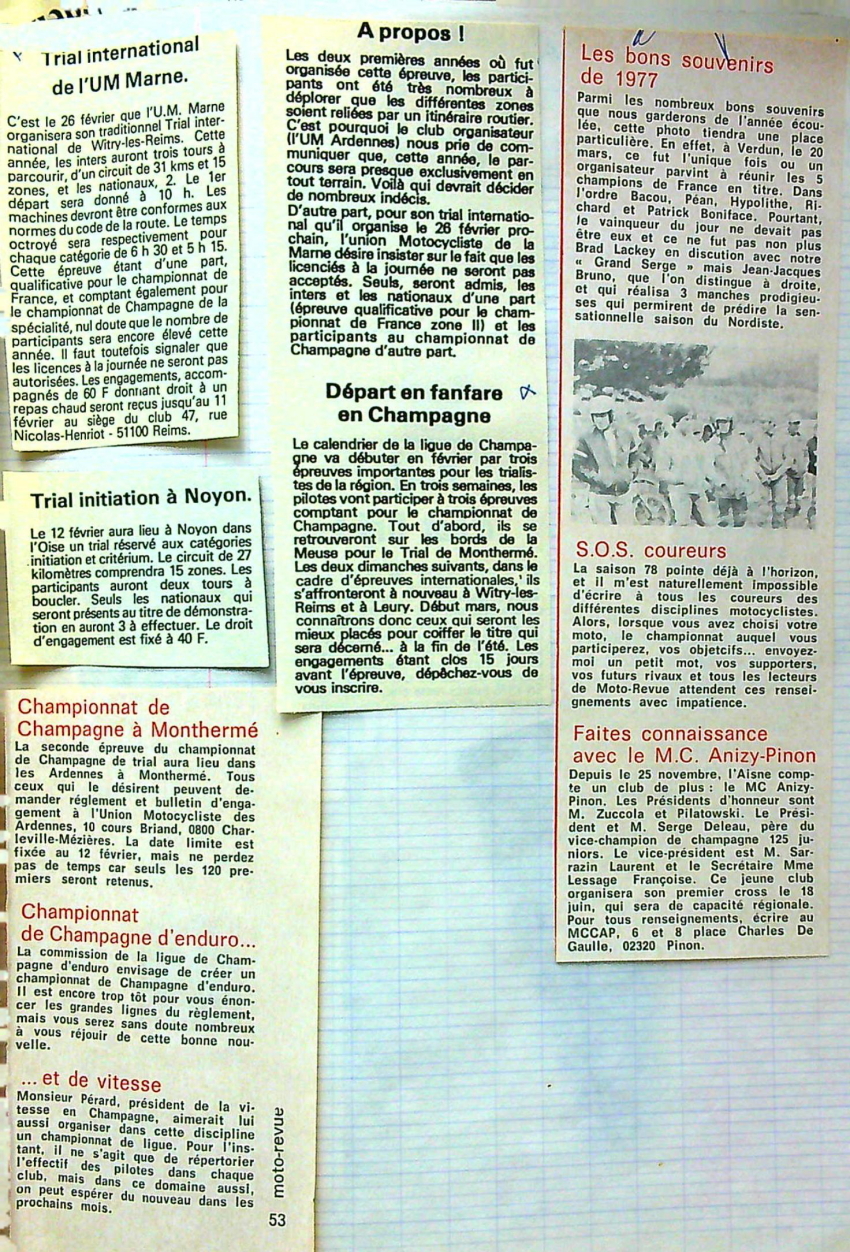 Trial international
de l'UM Marne.
C'est le 26 février que l'U.M. Marne
organisera son traditionnel Trial inter-
national de Witry-les-Reims. Cette
année, les inters auront trois tours à
parcourir, d'un circuit de 31 kms et 15
zones, et les nationaux, 2. Le 1er
départ sera donné à 10 h. Les
machines devront être conformes aux
normes du code de la route. Le temps
octroyé sera respectivement pour
chaque catégorie de 6 h 30 et 5 h 15.
Cette épreuve étant d'une part,
qualificative pour le championnat de
France, et comptant également pour
le championnat de Champagne de la
spécialité, nul doute que le nombre de
participants sera encore élevé cette
année. Il faut toutefois signaler que
les licences à la journée ne seront pas
autorisées. Les engagements, accom-
pagnés de 60 F donnant droit à un
repas chaud seront reçus jusqu'au 11
février au siège du club 47, rue
Nicolas-Henriot - 51100 Reims.
Trial initiation à Noyon.
Le 12 février aura lieu à Noyon dans
l'Oise un trial réservé aux catégories
initiation et critérium. Le circuit de 27
kilomètres comprendra 15 zones. Les
participants auront deux tours à
boucler. Seuls les nationaux qui
seront présents au titre de démonstra-
tion en auront 3 à effectuer. Le droit
d'engagement est fixé à 40 F.
Championnat de
Champagne à Monthermé
La seconde épreuve du championnat
de Champagne de trial aura lieu dans
les Ardennes à Monthermé. Tous
ceux qui le désirent peuvent de-
mander réglement et bulletin d'enga-
gement à l'Union Motocycliste des
Ardennes, 10 cours Briand, 0800 Char-
leville-Mézières. La date limite est
fixée au 12 février, mais ne perdez
pas de temps car seuls les 120 pre-
miers seront retenus.
Championnat
de Champagne d'enduro...
La commission de la ligue de Cham-
pagne d'enduro envisage de créer un
championnat de Champagne d'enduro.
Il est encore trop tôt pour vous énon-
cer les grandes lignes du règlement,
mais vous serez sans doute nombreux
à vous réjouir de cette bonne nou-
velle.
... et de vitesse
Monsieur Pérard, président de la vi-
tesse en Champagne, aimerait lui
aussi organiser dans cette discipline
un championnat de ligue. Pour l'ins-
tant, il ne s'agit que de répertorier
l'effectif des pilotes dans chaque
club, mais dans ce domaine aussi,
on peut espérer du nouveau dans les
prochains mois.
moto-revue
53
A propos !
Les deux premières années où fut
organisée cette épreuve, les partici-
pants ont été très nombreux à
déplorer que les différentes zones
soient reliées par un itinéraire routier.
C'est pourquoi le club organisateur
(l'UM Ardennes) nous prie de com-
muniquer que, cette année, le par-
cours sera presque exclusivement en
tout terrain. Voilà qui devrait décider
de nombreux indécis.
D'autre part, pour son trial internatio-
nal qu'il organise le 26 février pro-
chain, l'union Motocycliste de la
Marne désire insister sur le fait que les
licenciés à la journée ne seront pas
acceptés. Seuls, seront admis, les
inters et les nationaux d'une part
(épreuve qualificative pour le cham-
pionnat de France zone II) et les
participants au championnat de
Champagne d'autre part.
Départ en fanfare
en Champagne
Le calendrier de la ligue de Champa-
gne va débuter en février par trois
épreuves importantes pour les trialis-
tes de la région. En trois semaines, les
pilotes vont participer à trois épreuves
comptant pour le championnat de
Champagne. Tout d'abord, ils se
retrouveront sur les bords de la
Meuse pour le Trial de Monthermé.
Les deux dimanches suivants, dans le
cadre d'épreuves internationales, ils
s'affronteront à nouveau à Witry-les-
Reims et à Leury. Début mars, nous
connaîtrons donc ceux qui seront les
mieux placés pour coiffer le titre qui
sera décerné... à la fin de l'été. Les
engagements étant clos 15 jours
avant l'épreuve, dépêchez-vous de
vous inscrire.
Les bons souvenirs
de 1977
Parmi les nombreux bons souvenirs
que nous garderons de l'année écou-
lée, cette photo tiendra une place
particulière. En effet, à Verdun, le 20
mars, ce fut l'unique fois ou un
organisateur parvint à réunir les 5
champions de France en titre. Dans
l'ordre Bacou, Péan, Hypolithe, Ri-
chard et Patrick Boniface. Pourtant,
le vainqueur du jour ne devait pas
être eux et ce ne fut pas non plus
Brad Lackey en discution avec notre
« Grand Serge » mais Jean-Jacques
Bruno, que l'on distingue à droite,
et qui réalisa 3 manches prodigieu-
ses qui permirent de prédire la sen-
sationnelle saison du Nordiste.
S.O.S. coureurs
La saison 78 pointe déjà à l'horizon,
et il m'est naturellement impossible
d'écrire à tous les coureurs des
différentes disciplines motocyclistes.
Alors, lorsque vous avez choisi votre
moto, le championnat auquel vous
participerez, vos objetcifs... envoyez-
moi un petit mot, vos supporters,
vos futurs rivaux et tous les lecteurs
de Moto-Revue attendent ces rensei-
gnements avec impatience.
Faites connaissance
avec le M.C. Anizy-Pinon
Depuis le 25 novembre, l'Aisne comp-
te un club de plus : le MC Anizy-
Pinon. Les Présidents d'honneur sont
M. Zuccola et Pilatowski. Le Prési-
dent et M. Serge Deleau, père du
vice-champion de champagne 125 ju-
niors. Le vice-président est M. Sar-
razin Laurent et le Secrétaire Mme
Lessage Françoise. Ce jeune club
organisera son premier cross le 18
juin, qui sera de capacité régionale.
Pour tous renseignements, écrire au
MCCAP, 6 et 8 place Charles De
Gaulle, 02320 Pinon.